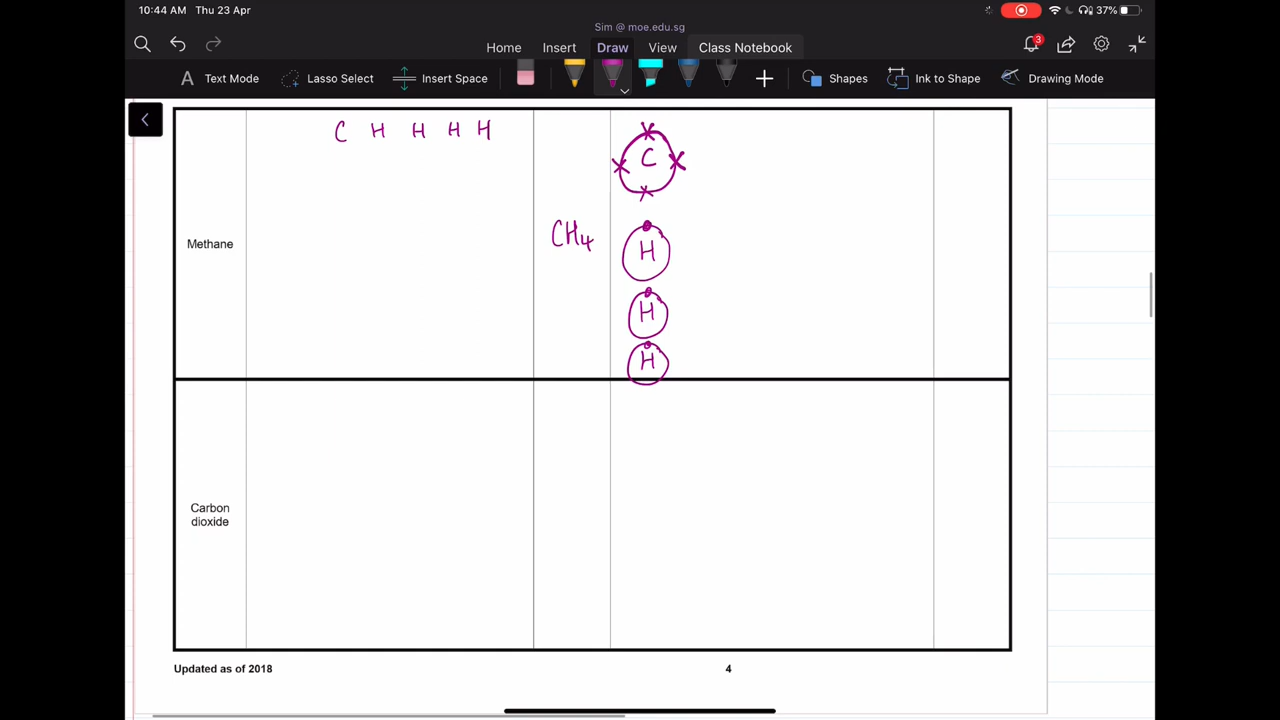 10:44 AM Thu 23 Apr
37%
Sim @ moe.edu.sg
Home Insert Draw View Class Notebook
3
A Text Mode Lasso Select Insert Space Shapes Ink to Shape Drawing Mode
C H H H H
C
Methane
CH4
H
H
H
Carbon
dioxide
Updated as of 2018
4